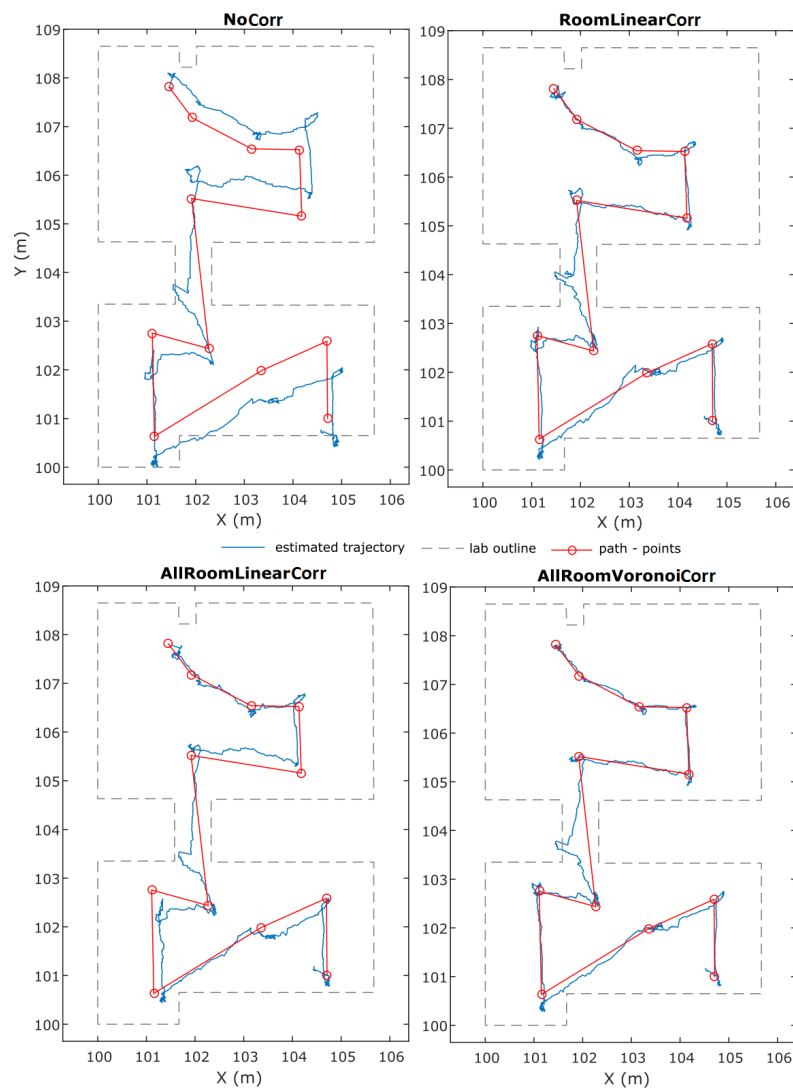 NoCorr
RoomLinearCorr
109
108
107
106
105
104
103
102
101
100
Y (m)
100 101 102 103 104 105 106
X (m)
109
108
107
106
105
104
103
102
101
100
100 101 102 103 104 105 106
X (m)
estimated trajectory lab outline path - points
AllRoomLinearCorr
AllRoomVoronoiCorr
109
108
107
106
105
104
103
102
101
100
Y (m)
100 101 102 103 104 105 106
X (m)
109
108
107
106
105
104
103
102
101
100
100 101 102 103 104 105 106
X (m)